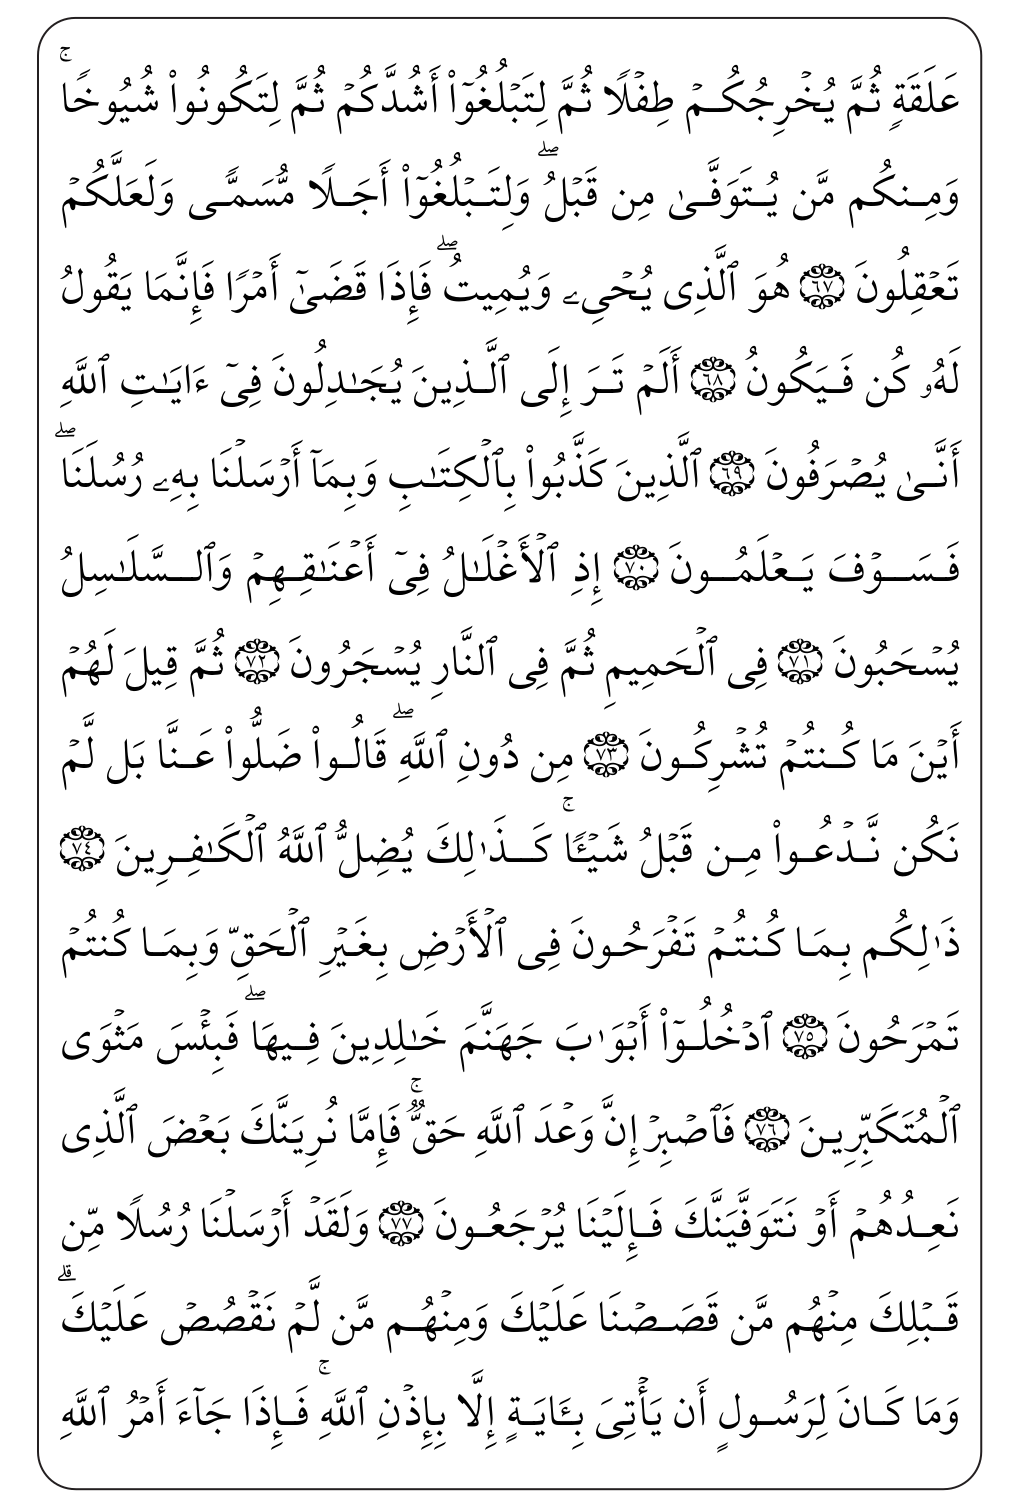 عَلَقَةٍ ثُمَّ يُخْرِجُكُمْ طِفْلًا ثُمَّ لِتَبْلُغُوٓا۟ أَشُدَّكُمْ ثُمَّ لِتَكُونُوا۟ شُيُوخًا ۚ
وَمِنكُم مَّن يُتَوَفَّىٰ مِن قَبْلُ ۖ وَلِتَبْلُغُوٓا۟ أَجَلًا مُّسَمًّى وَلَعَلَّكُمْ
تَعْقِلُونَ ٦٧ هُوَ ٱلَّذِى يُحْىِۦ وَيُمِيتُ ۖ فَإِذَا قَضَىٰٓ أَمْرًا فَإِنَّمَا يَقُولُ
لَهُۥ كُن فَيَكُونُ ٦٨ أَلَمْ تَرَ إِلَى ٱلَّذِينَ يُجَـٰدِلُونَ فِىٓ ءَايَـٰتِ ٱللَّهِ
أَنَّىٰ يُصْرَفُونَ ٦٩ ٱلَّذِينَ كَذَّبُوا۟ بِٱلْكِتَـٰبِ وَبِمَآ أَرْسَلْنَا بِهِۦ رُسُلَنَا ۖ
فَسَوْفَ يَعْلَمُونَ ٧٠ إِذِ ٱلْأَغْلَـٰلُ فِىٓ أَعْنَـٰقِهِمْ وَٱلسَّلَـٰسِلُ
يُسْحَبُونَ ٧١ فِى ٱلْحَمِيمِ ثُمَّ فِى ٱلنَّارِ يُسْجَرُونَ ٧٢ ثُمَّ قِيلَ لَهُمْ
أَيْنَ مَا كُنتُمْ تُشْرِكُونَ ٧٣ مِن دُونِ ٱللَّهِ ۖ قَالُوا۟ ضَلُّوا۟ عَنَّا بَل لَّمْ
نَكُن نَّدْعُوا۟ مِن قَبْلُ شَيْـًٔا ۚ كَذَٰلِكَ يُضِلُّ ٱللَّهُ ٱلْكَـٰفِرِينَ ٧٤
ذَٰلِكُم بِمَا كُنتُمْ تَفْرَحُونَ فِى ٱلْأَرْضِ بِغَيْرِ ٱلْحَقِّ وَبِمَا كُنتُمْ
تَمْرَحُونَ ٧٥ ٱدْخُلُوٓا۟ أَبْوَٰبَ جَهَنَّمَ خَـٰلِدِينَ فِيهَا ۖ فَبِئْسَ مَثْوَى
ٱلْمُتَكَبِّرِينَ ٧٦ فَٱصْبِرْ إِنَّ وَعْدَ ٱللَّهِ حَقٌّ ۚ فَإِمَّا نُرِيَنَّكَ بَعْضَ ٱلَّذِى
نَعِدُهُمْ أَوْ نَتَوَفَّيَنَّكَ فَإِلَيْنَا يُرْجَعُونَ ٧٧ وَلَقَدْ أَرْسَلْنَا رُسُلًا مِّن
قَبْلِكَ مِنْهُم مَّن قَصَصْنَا عَلَيْكَ وَمِنْهُم مَّن لَّمْ نَقْصُصْ عَلَيْكَ ۗ
وَمَا كَانَ لِرَسُولٍ أَن يَأْتِىَ بِـَٔايَةٍ إِلَّا بِإِذْنِ ٱللَّهِ ۚ فَإِذَا جَآءَ أَمْرُ ٱللَّهِ